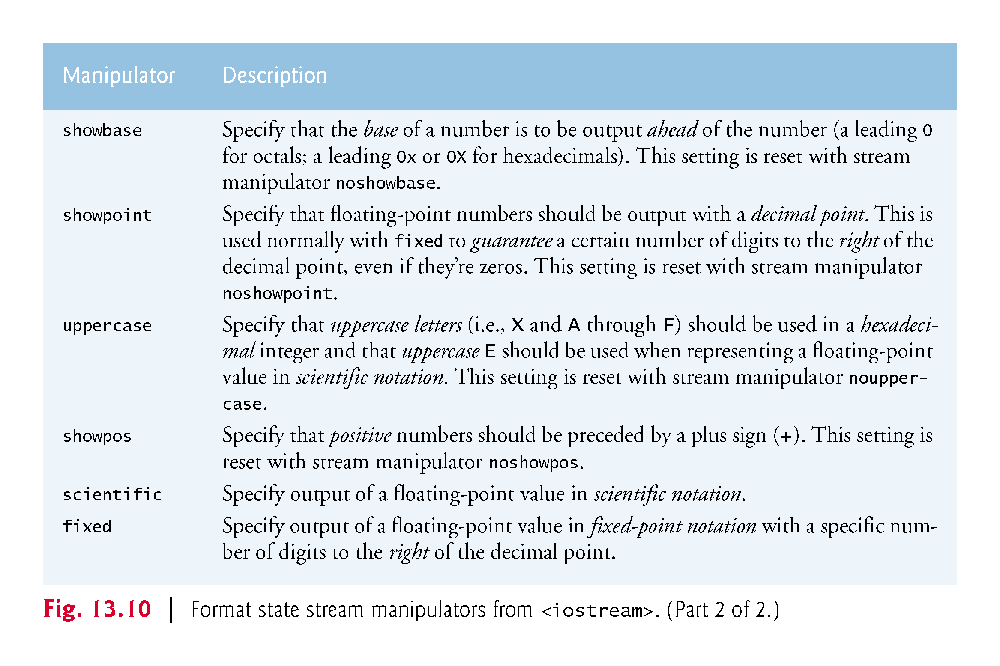 Manipulator Description
showbase Specify that the base of a number is to be output ahead of the number (a leading 0
for octals; a leading 0x or 0X for hexadecimals). This setting is reset with stream
manipulator noshowbase.
showpoint Specify that floating-point numbers should be output with a decimal point. This is
used normally with fixed to guarantee a certain number of digits to the right of the
decimal point, even if they’re zeros. This setting is reset with stream manipulator
noshowpoint.
uppercase Specify that uppercase letters (i.e., X and A through F) should be used in a hexadeci-
mal integer and that uppercase E should be used when representing a floating-point
value in scientific notation. This setting is reset with stream manipulator noupper-
case.
showpos Specify that positive numbers should be preceded by a plus sign (+). This setting is
reset with stream manipulator noshowpos.
scientific Specify output of a floating-point value in scientific notation.
fixed Specify output of a floating-point value in fixed-point notation with a specific num-
ber of digits to the right of the decimal point.
Fig. 13.10 | Format state stream manipulators from <iostream>. (Part 2 of 2.)